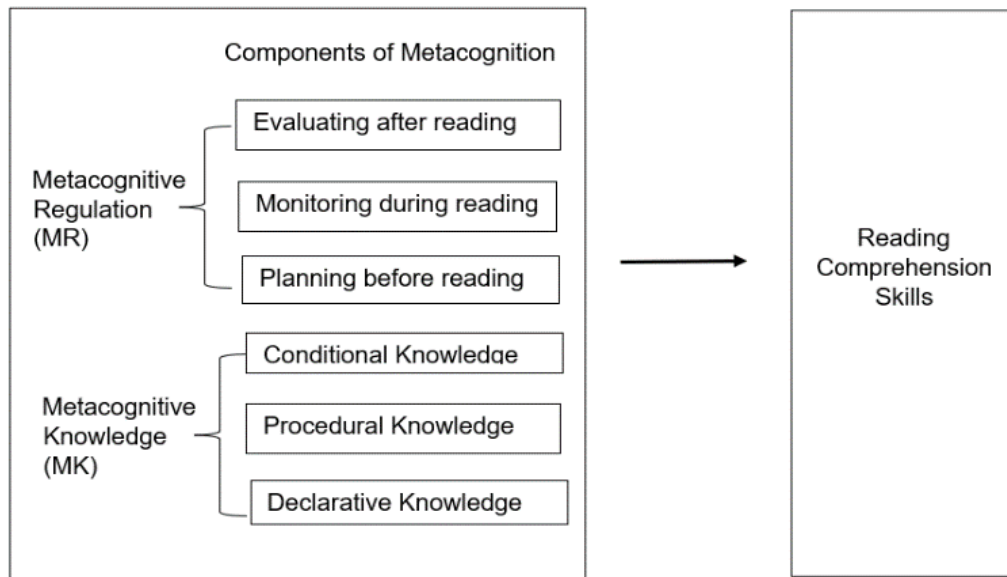 Components of Metacognition
Evaluating after reading
Metacognitive
Regulation
(MR)
Monitoring during reading
Planning before reading
Conditional Knowledge
Metacognitive
Knowledge
(MK)
Procedural Knowledge
Declarative Knowledge
Reading
Comprehension
Skills